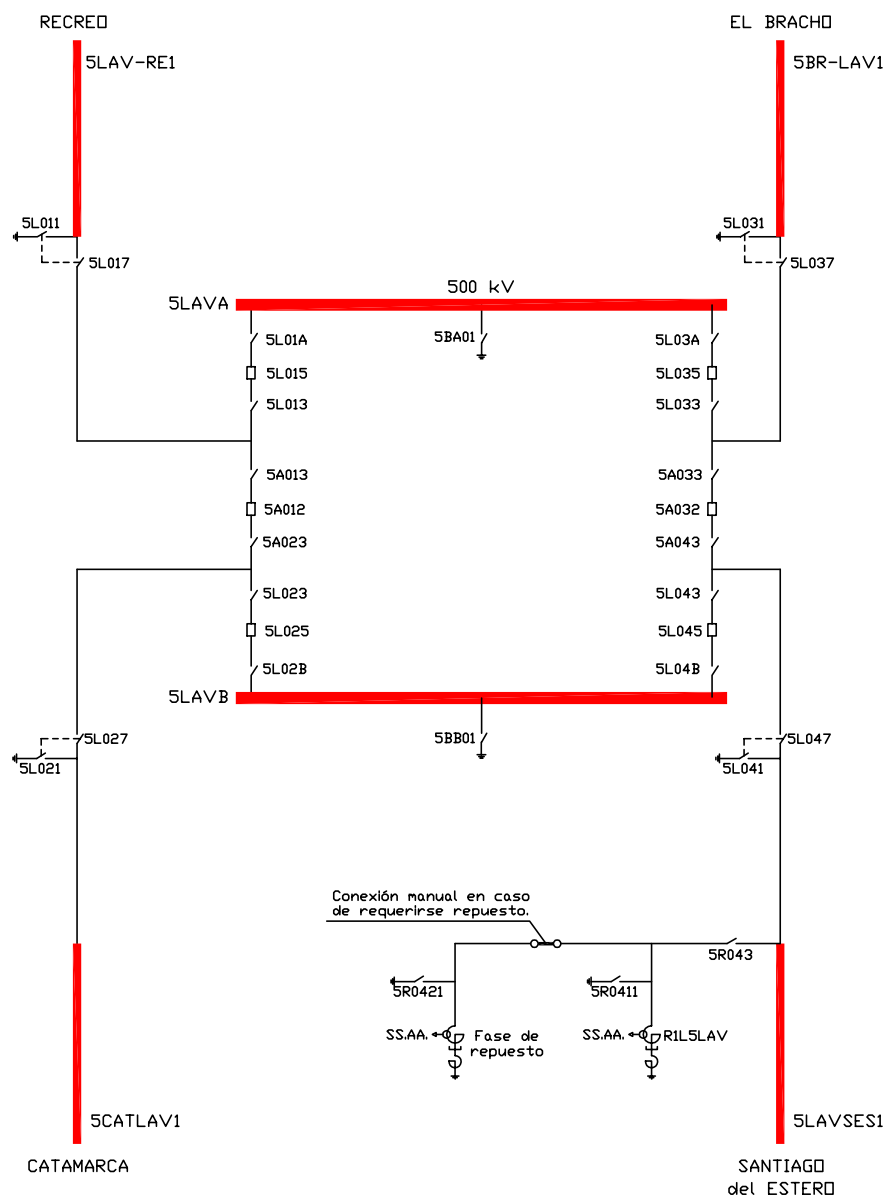 RECREO
EL BRACHO
5LAV-RE1
5BR-LAV1
5L011
5L031
5L017
5L037
500 kV
5LAVA
5L01A
5BA01
5L03A
5L015
5L035
5L013
5L033
5A013
5A033
5A012
5A032
5A023
5A043
5L023
5L043
5L025
5L045
5L02B
5L04B
5LAVB
5L027
5BB01
5L047
5L021
5L041
Conexión manual en caso
de requerirse repuesto.
5R043
5R0421
5R0411
SS.AA.
Fase de
repuesto
SS.AA.
R1L5LAV
5CATLAV1
5LAVSES1
CATAMARCA
SANTIAGO
del ESTERO